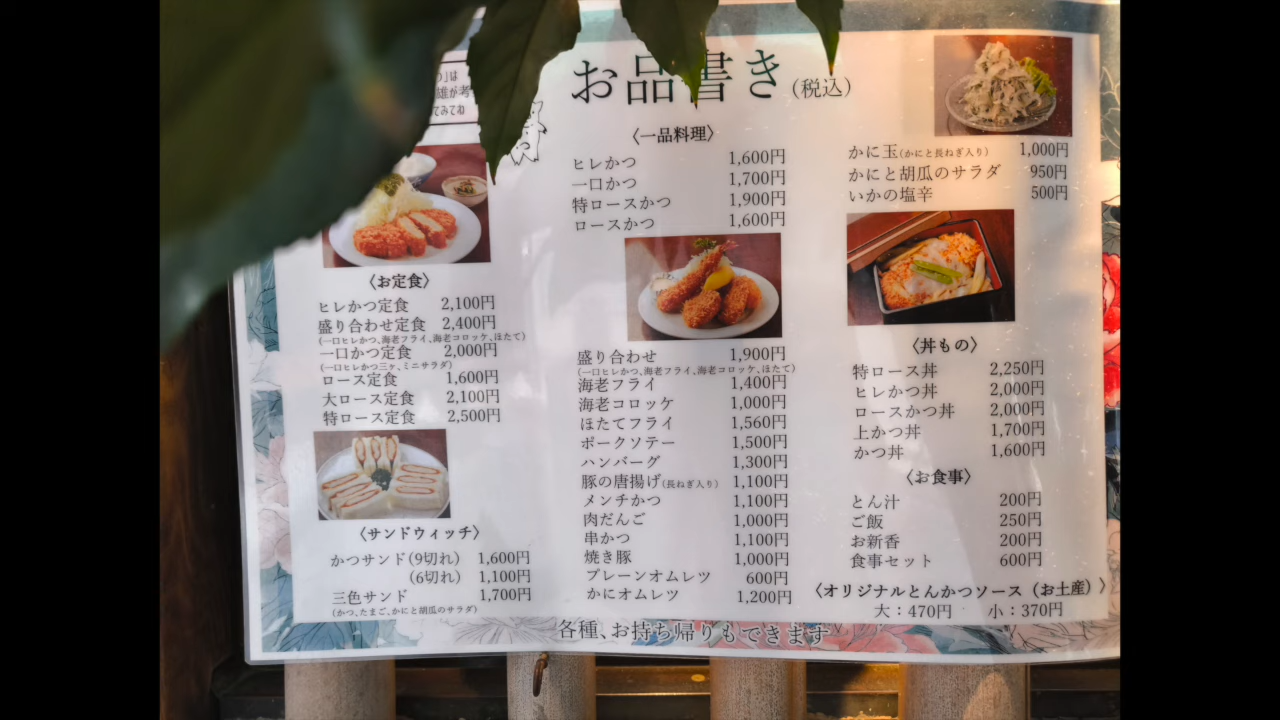 お品書き(税込)
〈お定食〉
ヒレかつ定食 2,100円
盛り合わせ定食 2,400円
(一口ヒレかつ、海老フライ、海老コロッケ、ほたて)
一口かつ定食 2,000円
(一口ヒレかつ三ヶ、ミニサラダ)
ロース定食 1,600円
大ロース定食 2,100円
特ロース定食 2,500円
〈サンドウィッチ〉
かつサンド(9切れ) 1,600円
(6切れ) 1,100円
三色サンド 1,700円
(かつ、たまご、かにと胡瓜のサラダ)
〈一品料理〉
ヒレかつ 1,600円
一口かつ 1,700円
特ロースかつ 1,900円
ロースかつ 1,600円
盛り合わせ 1,900円
(一口ヒレかつ、海老フライ、海老コロッケ、ほたて)
海老フライ 1,400円
海老コロッケ 1,000円
ほたてフライ 1,560円
ポークソテー 1,500円
ハンバーグ 1,300円
豚の唐揚げ(長ねぎ入り) 1,100円
メンチかつ 1,100円
肉だんご 1,000円
串かつ 1,100円
焼き豚 1,000円
プレーンオムレツ 600円
かにオムレツ 1,200円
かに玉(かにと長ねぎ入り) 1,000円
かにと胡瓜のサラダ 950円
いかの塩辛 500円
〈丼もの〉
特ロース丼 2,250円
ヒレかつ丼 2,000円
ロースかつ丼 2,000円
上かつ丼 1,700円
かつ丼 1,600円
〈お食事〉
とん汁 200円
ご飯 250円
お新香 200円
食事セット 600円
〈オリジナルとんかつソース（お土産）〉
大：470円 小：370円
各種、お持ち帰りもできます